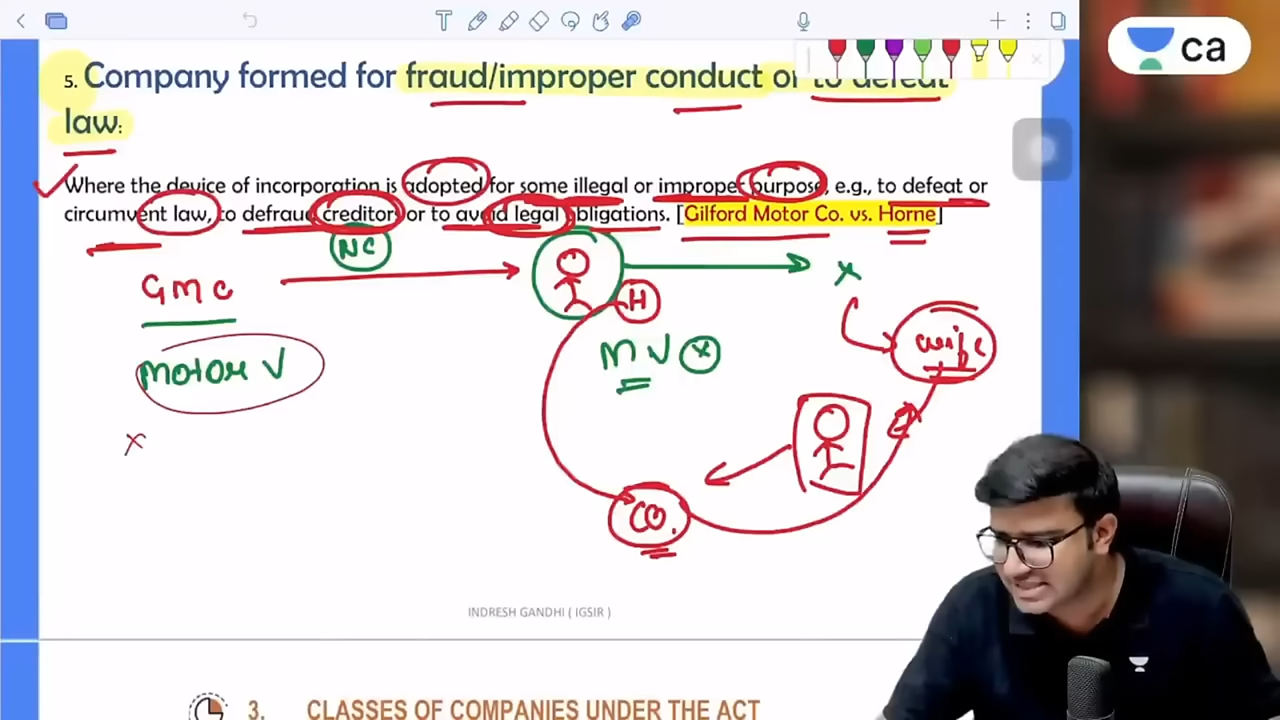 ca
5. Company formed for fraud/improper conduct or to defeat
law:
Where the device of incorporation is adopted for some illegal or improper purpose, e.g., to defeat or
circumvent law, to defraud creditors or to avoid legal obligations. [Gilford Motor Co. vs. Horne]
NC
GMC
H
x
Motor V
M V x
wife
x
CO.
INDRESH GANDHI ( IGSIR )
3. CLASSES OF COMPANIES UNDER THE ACT